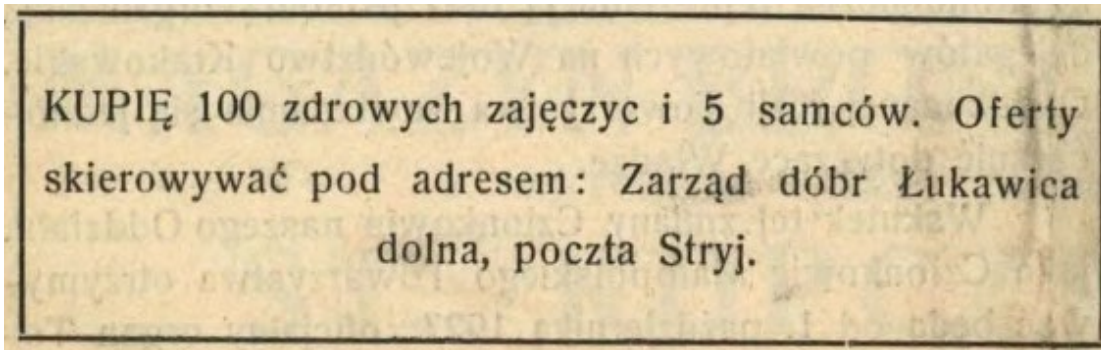 KUPIĘ 100 zdrowych zajęczyc i 5 samców. Oferty
skierowywać pod adresem: Zarząd dóbr Łukawica
dolna, poczta Stryj.